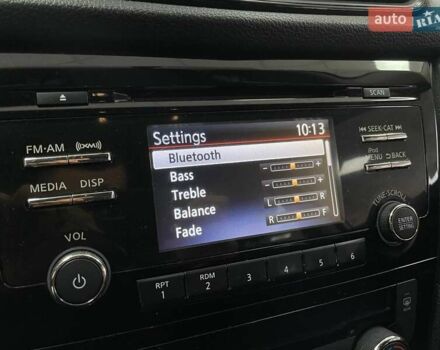 auto RIA
SCAN
FM·AM (XM)
MEDIA DISP
VOL
Settings 10:13
Bluetooth
Bass - +
Treble - +
Balance L R
Fade R F
SEEK·CAT
iPod
MENU BACK
TUNE·SCROLL
ENTER
SETTING
RPT RDM
1 2 3 4 5 6